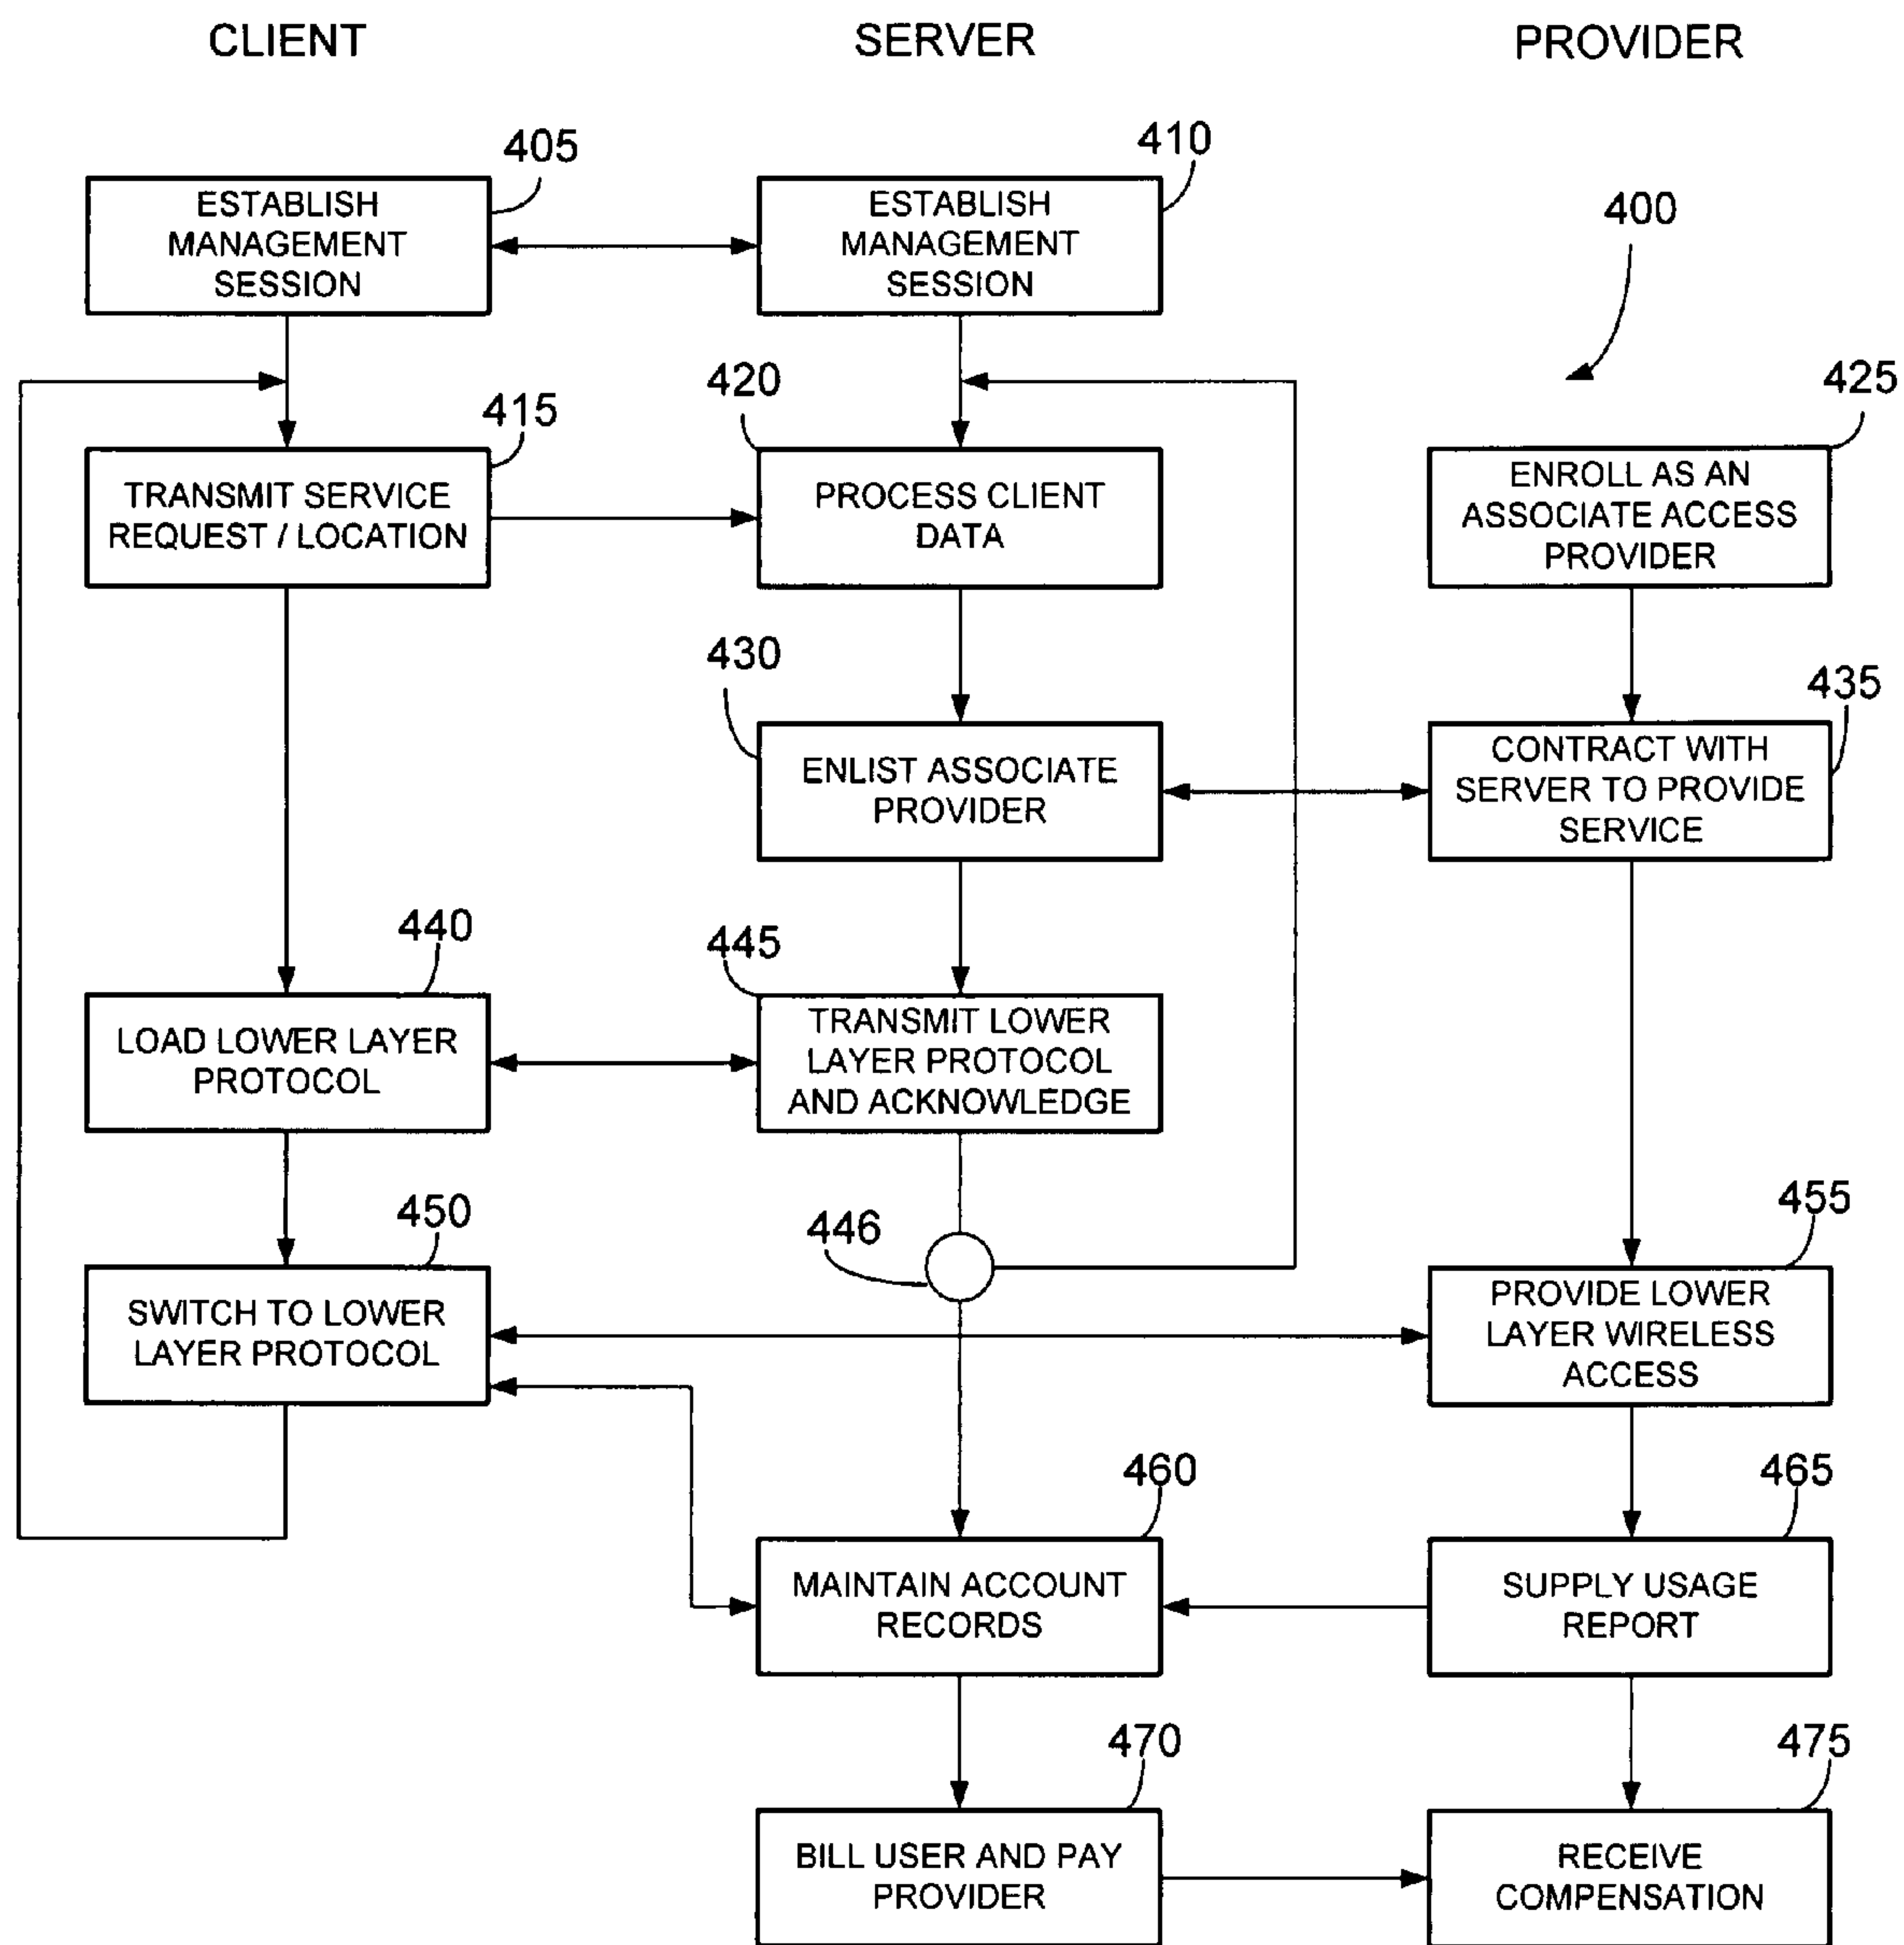 CLIENT
SERVER
PROVIDER
405
ESTABLISH
MANAGEMENT
SESSION
410
ESTABLISH
MANAGEMENT
SESSION
400
415
TRANSMIT SERVICE
REQUEST / LOCATION
420
PROCESS CLIENT
DATA
425
ENROLL AS AN
ASSOCIATE ACCESS
PROVIDER
430
ENLIST ASSOCIATE
PROVIDER
435
CONTRACT WITH
SERVER TO PROVIDE
SERVICE
440
LOAD LOWER LAYER
PROTOCOL
445
TRANSMIT LOWER
LAYER PROTOCOL
AND ACKNOWLEDGE
446
450
SWITCH TO LOWER
LAYER PROTOCOL
455
PROVIDE LOWER
LAYER WIRELESS
ACCESS
460
MAINTAIN ACCOUNT
RECORDS
465
SUPPLY USAGE
REPORT
470
BILL USER AND PAY
PROVIDER
475
RECEIVE
COMPENSATION